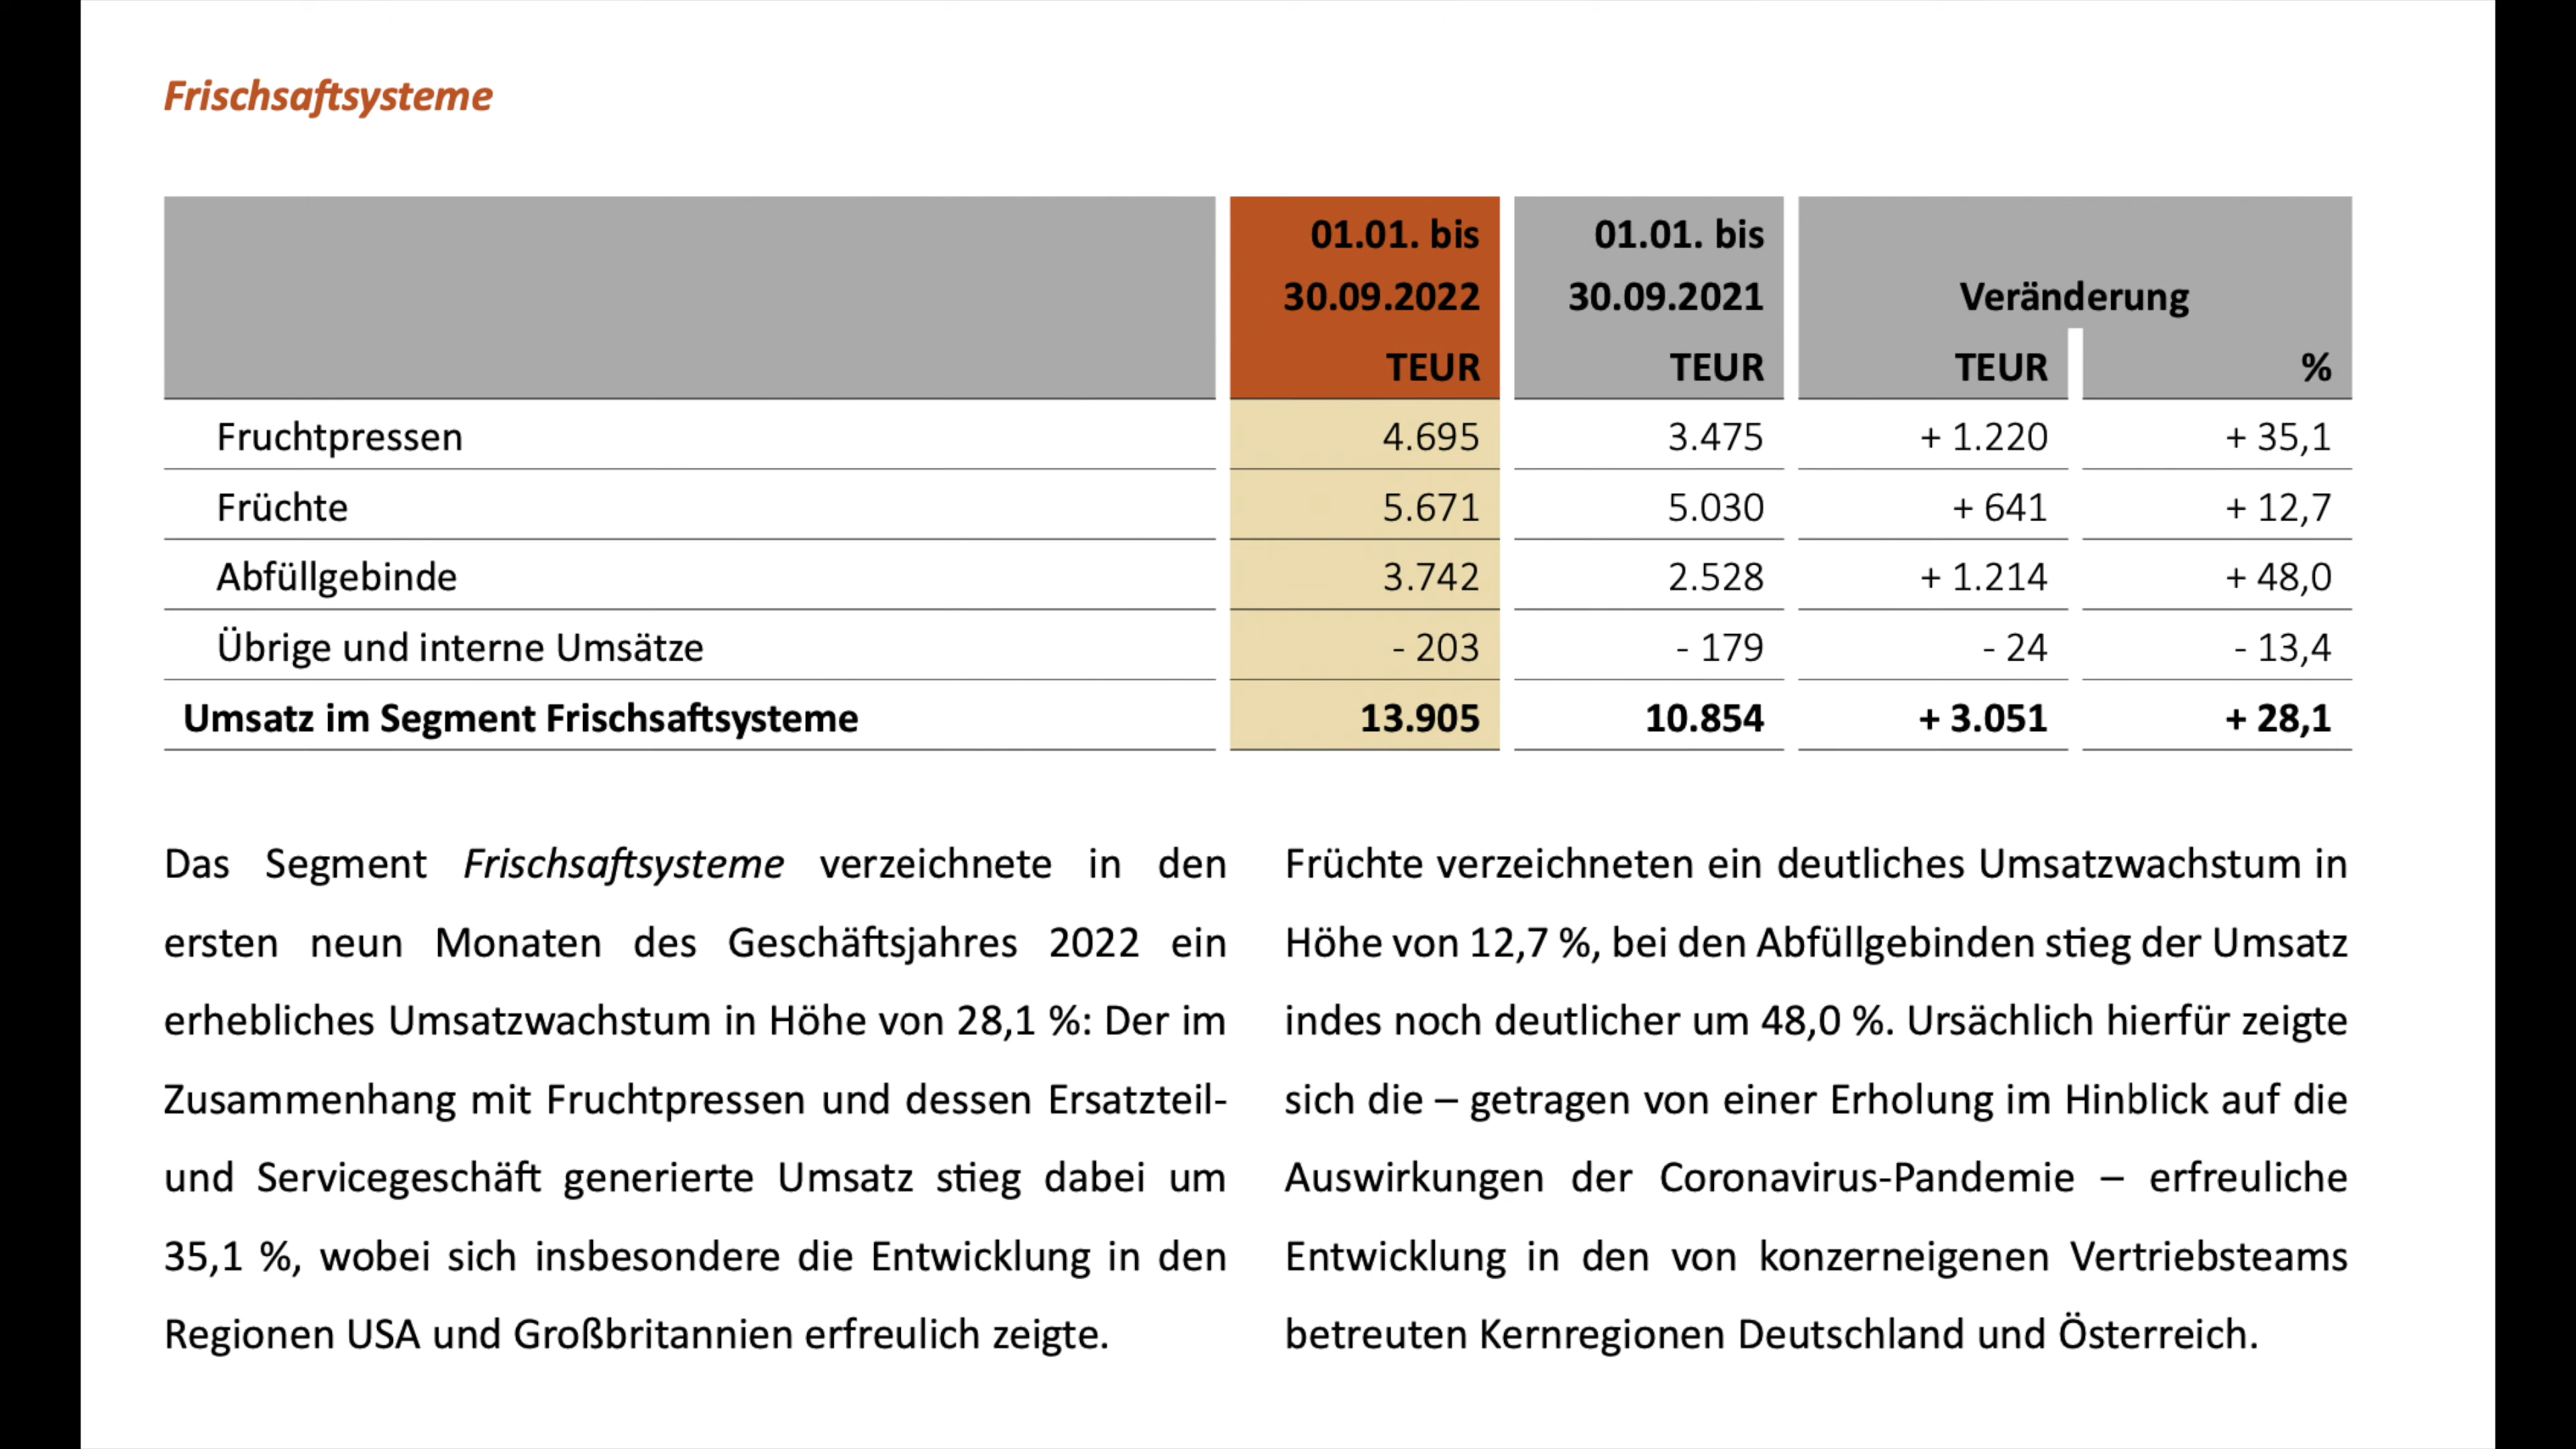 Frischsaftsysteme
01.01. bis 01.01. bis
30.09.2022 30.09.2021 Veränderung
TEUR TEUR TEUR %
Fruchtpressen 4.695 3.475 + 1.220 + 35,1
Früchte 5.671 5.030 + 641 + 12,7
Abfüllgebinde 3.742 2.528 + 1.214 + 48,0
Übrige und interne Umsätze - 203 - 179 - 24 - 13,4
Umsatz im Segment Frischsaftsysteme 13.905 10.854 + 3.051 + 28,1
Das Segment Frischsaftsysteme verzeichnete in den
ersten neun Monaten des Geschäftsjahres 2022 ein
erhebliches Umsatzwachstum in Höhe von 28,1 %: Der im
Zusammenhang mit Fruchtpressen und dessen Ersatzteil-
und Servicegeschäft generierte Umsatz stieg dabei um
35,1 %, wobei sich insbesondere die Entwicklung in den
Regionen USA und Großbritannien erfreulich zeigte.
Früchte verzeichneten ein deutliches Umsatzwachstum in
Höhe von 12,7 %, bei den Abfüllgebinden stieg der Umsatz
indes noch deutlicher um 48,0 %. Ursächlich hierfür zeigte
sich die – getragen von einer Erholung im Hinblick auf die
Auswirkungen der Coronavirus-Pandemie – erfreuliche
Entwicklung in den von konzerneigenen Vertriebsteams
betreuten Kernregionen Deutschland und Österreich.